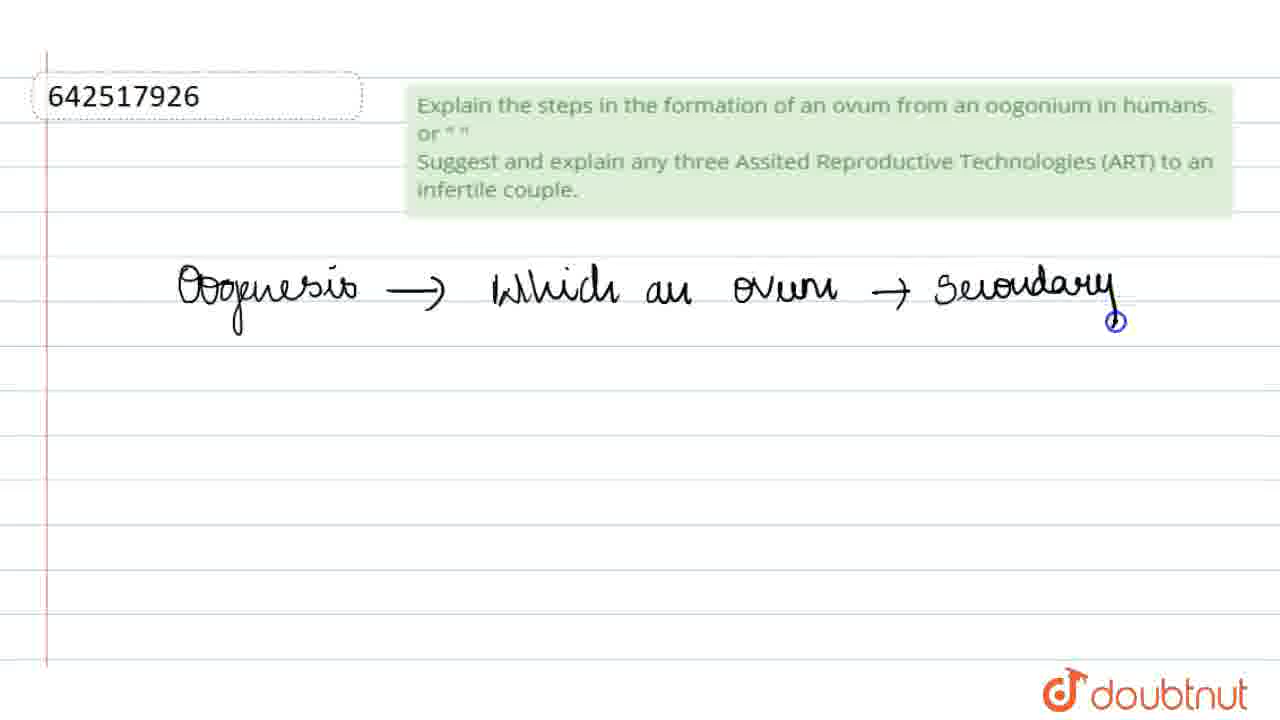 642517926
Explain the steps in the formation of an ovum from an oogonium in humans.
or " "
Suggest and explain any three Assited Reproductive Technologies (ART) to an
infertile couple.
Oogenesis → Which an ovum → Secondary
doubtnut